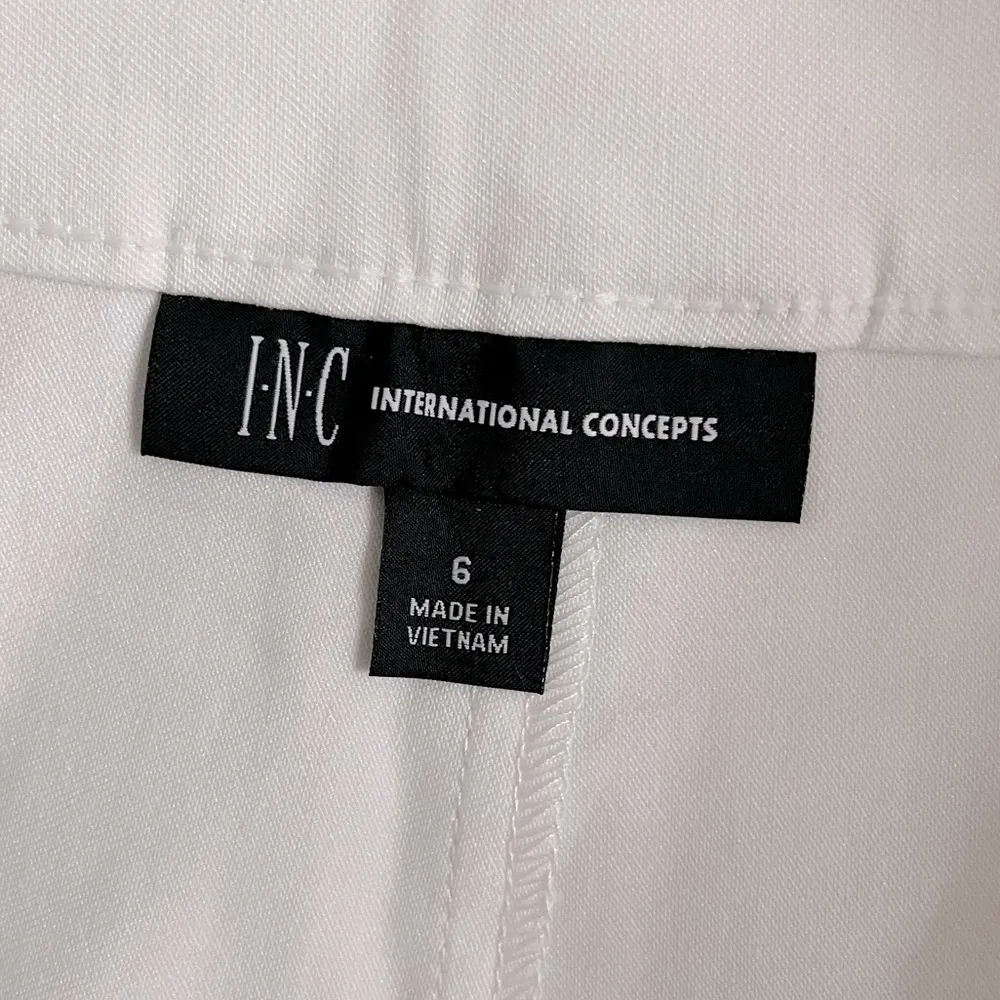 I·N·C INTERNATIONAL CONCEPTS
6
MADE IN
VIETNAM